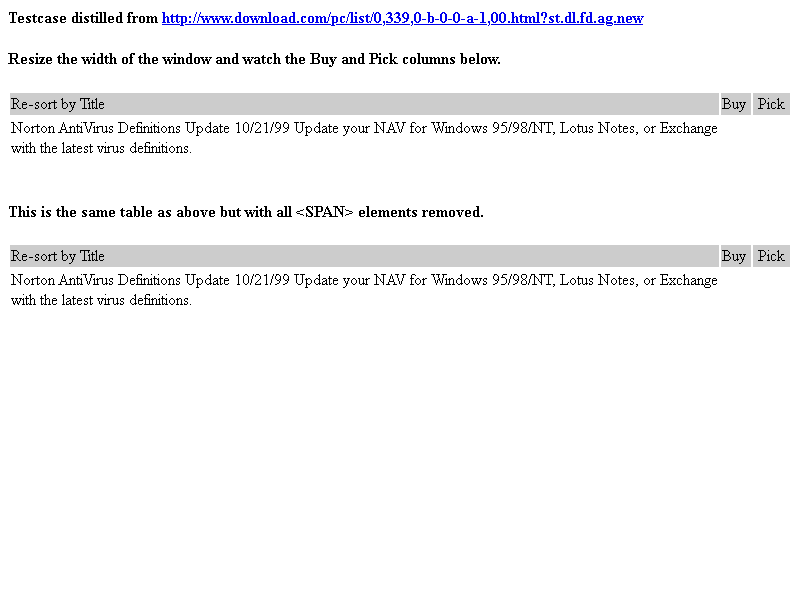 Testcase distilled from http://www.download.com/pc/list/0,339,0-b-0-0-a-1,00.html?st.dl.fd.ag.new
Resize the width of the window and watch the Buy and Pick columns below.
Re-sort by Title Buy Pick
Norton AntiVirus Definitions Update 10/21/99 Update your NAV for Windows 95/98/NT, Lotus Notes, or Exchange
with the latest virus definitions.
This is the same table as above but with all <SPAN> elements removed.
Re-sort by Title Buy Pick
Norton AntiVirus Definitions Update 10/21/99 Update your NAV for Windows 95/98/NT, Lotus Notes, or Exchange
with the latest virus definitions.